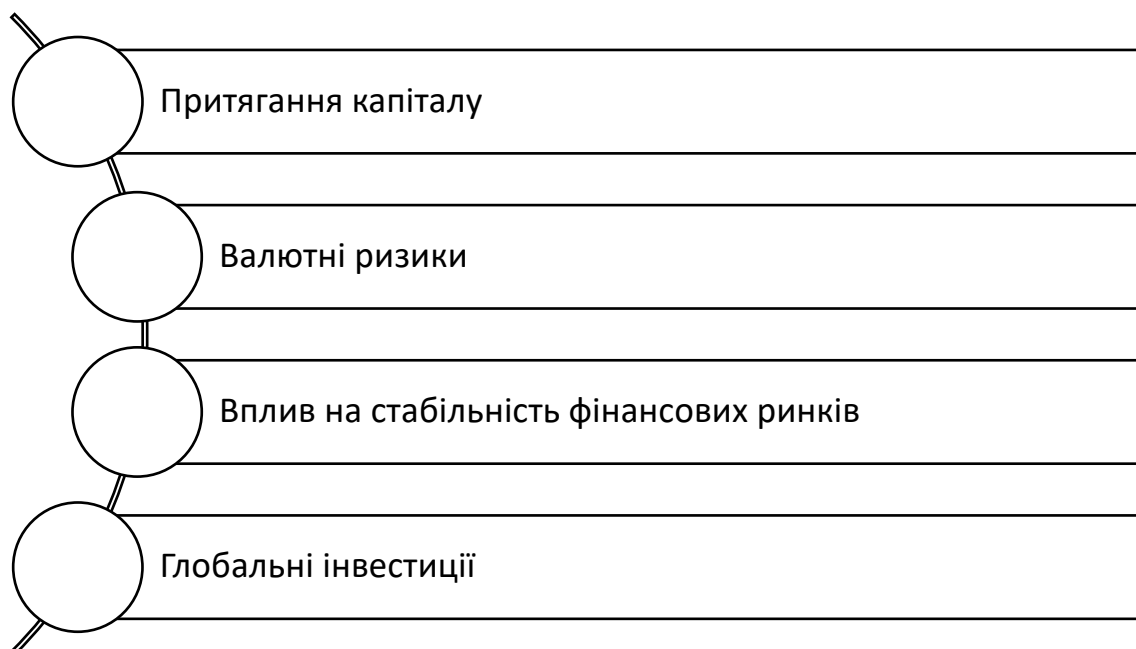 Притягання капіталу
Валютні ризики
Вплив на стабільність фінансових ринків
Глобальні інвестиції